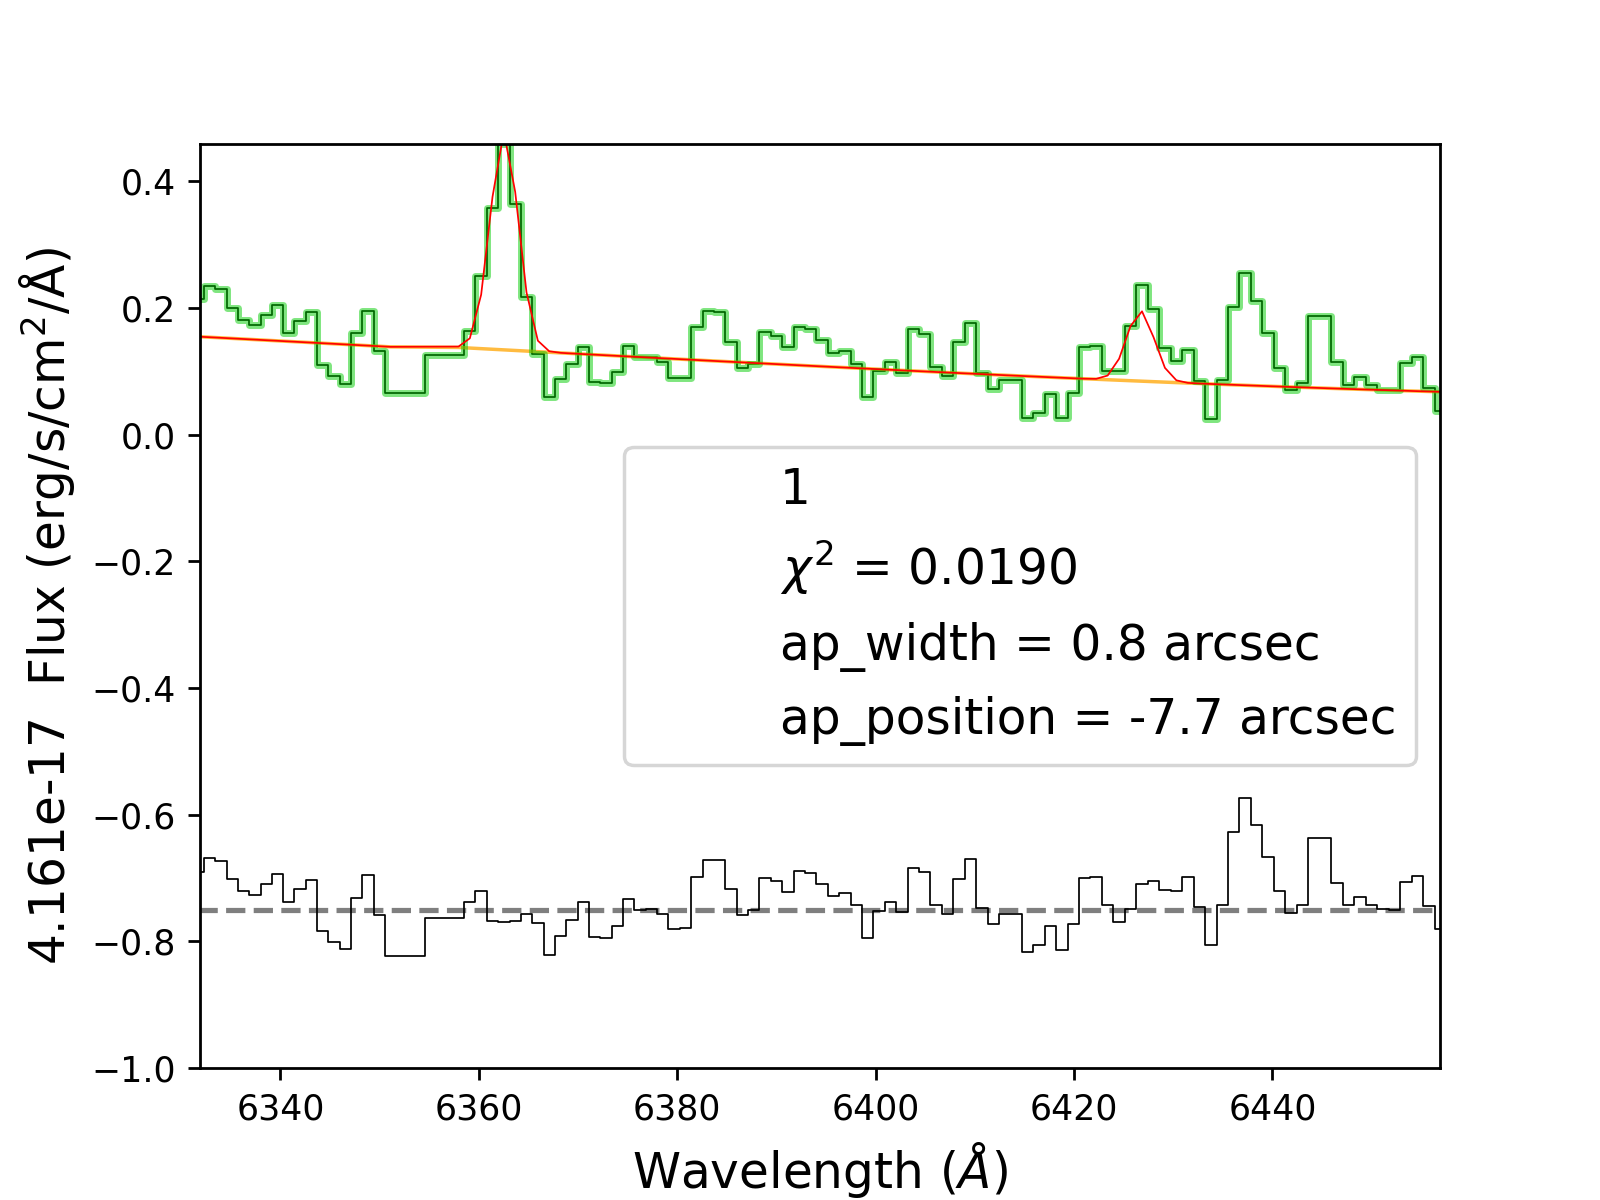 4.161e-17 Flux (erg/s/cm²/Å)
0.4
0.2
0.0
−0.2
−0.4
−0.6
−0.8
−1.0
1
χ² = 0.0190
ap_width = 0.8 arcsec
ap_position = -7.7 arcsec
6340 6360 6380 6400 6420 6440
Wavelength (Å)